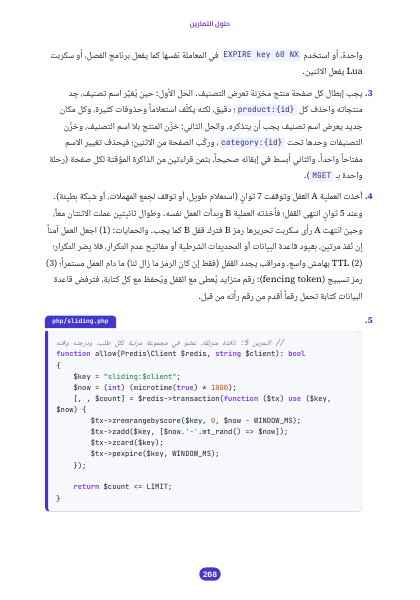 حلول التمارين
واحدة، أو استخدم EXPIRE key 60 NX في المعاملة نفسها كما يفعل برنامج الفصل، أو سكربت
Lua يفعل الاثنين.
3. يجب إبطال كل صفحة منتج مخزنة تعرض التصنيف. الحل الأول: حين يُغيَّر اسم تصنيف، جِد
منتجاته واحذف كل product:{id}؛ دقيق، لكنه يكلّف استعلاماً وحذوفات كثيرة، وكل مكان
جديد يعرض اسم تصنيف يجب أن يتذكره. والحل الثاني: خزّن المنتج بلا اسم التصنيف، وخزّن
التصنيفات وحدها تحت category:{id}، وركّب الصفحة من الاثنين؛ فيحذف تغيير الاسم
مفتاحاً واحداً. والثاني أبسط في إبقائه صحيحاً، بثمن قراءتين من الذاكرة المؤقتة لكل صفحة (رحلة
واحدة بـ MGET).
4. أخذت العملية A القفل وتوقفت 7 ثوانٍ (استعلام طويل، أو توقف لجمع المهملات، أو شبكة بطيئة).
وعند 5 ثوانٍ انتهى القفل؛ فأخذته العملية B وبدأت العمل نفسه. وطوال ثانيتين عملت الاثنتان معاً،
وحين انتهت A رأى سكربت تحريرها رمز B فترك قفل B كما يجب. والحمايات: (1) اجعل العمل آمناً
إن نُفذ مرتين، بقيود قاعدة البيانات أو التحديثات الشرطية أو مفاتيح عدم التكرار، فلا يضر التكرار؛
(2) TTL بهامش واسع، ومراقب يجدد القفل (فقط إن كان الرمز ما زال لنا) ما دام العمل مستمراً؛ (3)
رمز تسييج (fencing token): رقم متزايد يُعطى مع القفل ويُحفظ مع كل كتابة، فترفض قاعدة
البيانات كتابة تحمل رقماً أقدم من رقم رأته من قبل.
5.
php/sliding.php
// التمرين 5: نافذة منزلقة. عضو في مجموعة مرتبة لكل طلب، ودرجته وقته
function allow(Predis\Client $redis, string $client): bool
{
    $key = "sliding:$client";
    $now = (int) (microtime(true) * 1000);
    [, , $count] = $redis->transaction(function ($tx) use ($key,
$now) {
        $tx->zremrangebyscore($key, 0, $now - WINDOW_MS);
        $tx->zadd($key, [$now.'-'.mt_rand() => $now]);
        $tx->zcard($key);
        $tx->pexpire($key, WINDOW_MS);
    });
    return $count <= LIMIT;
}
268